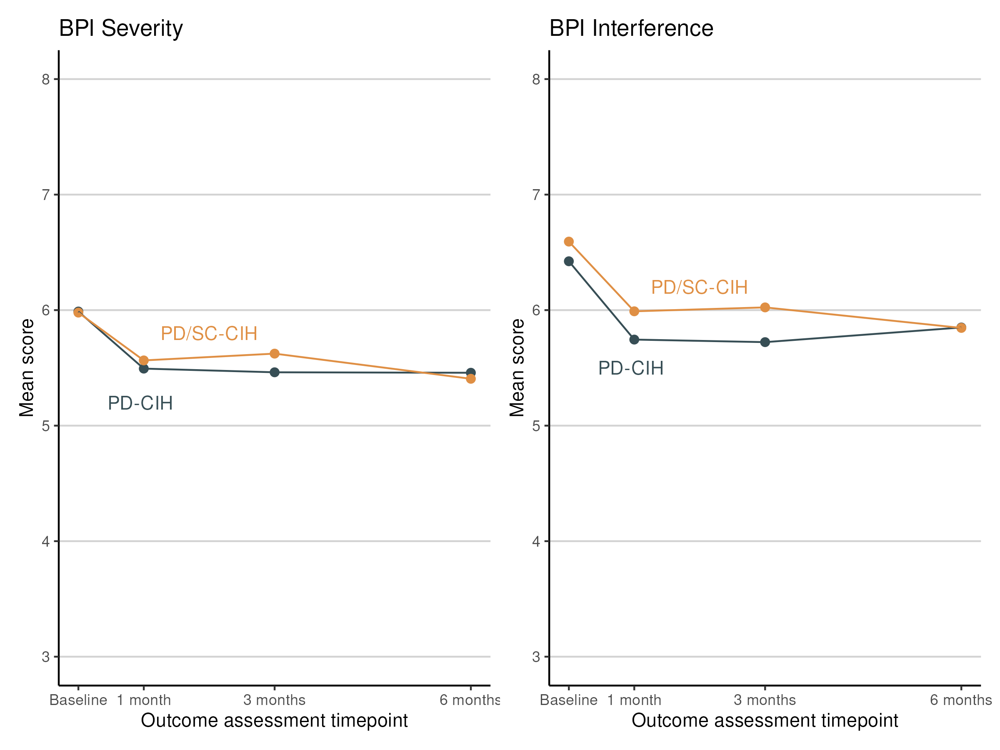 BPI Severity
8
7
6
5
4
3
Mean score
PD/SC-CIH
PD-CIH
Baseline 1 month 3 months 6 months
Outcome assessment timepoint
BPI Interference
8
7
6
5
4
3
Mean score
PD/SC-CIH
PD-CIH
Baseline 1 month 3 months 6 months
Outcome assessment timepoint